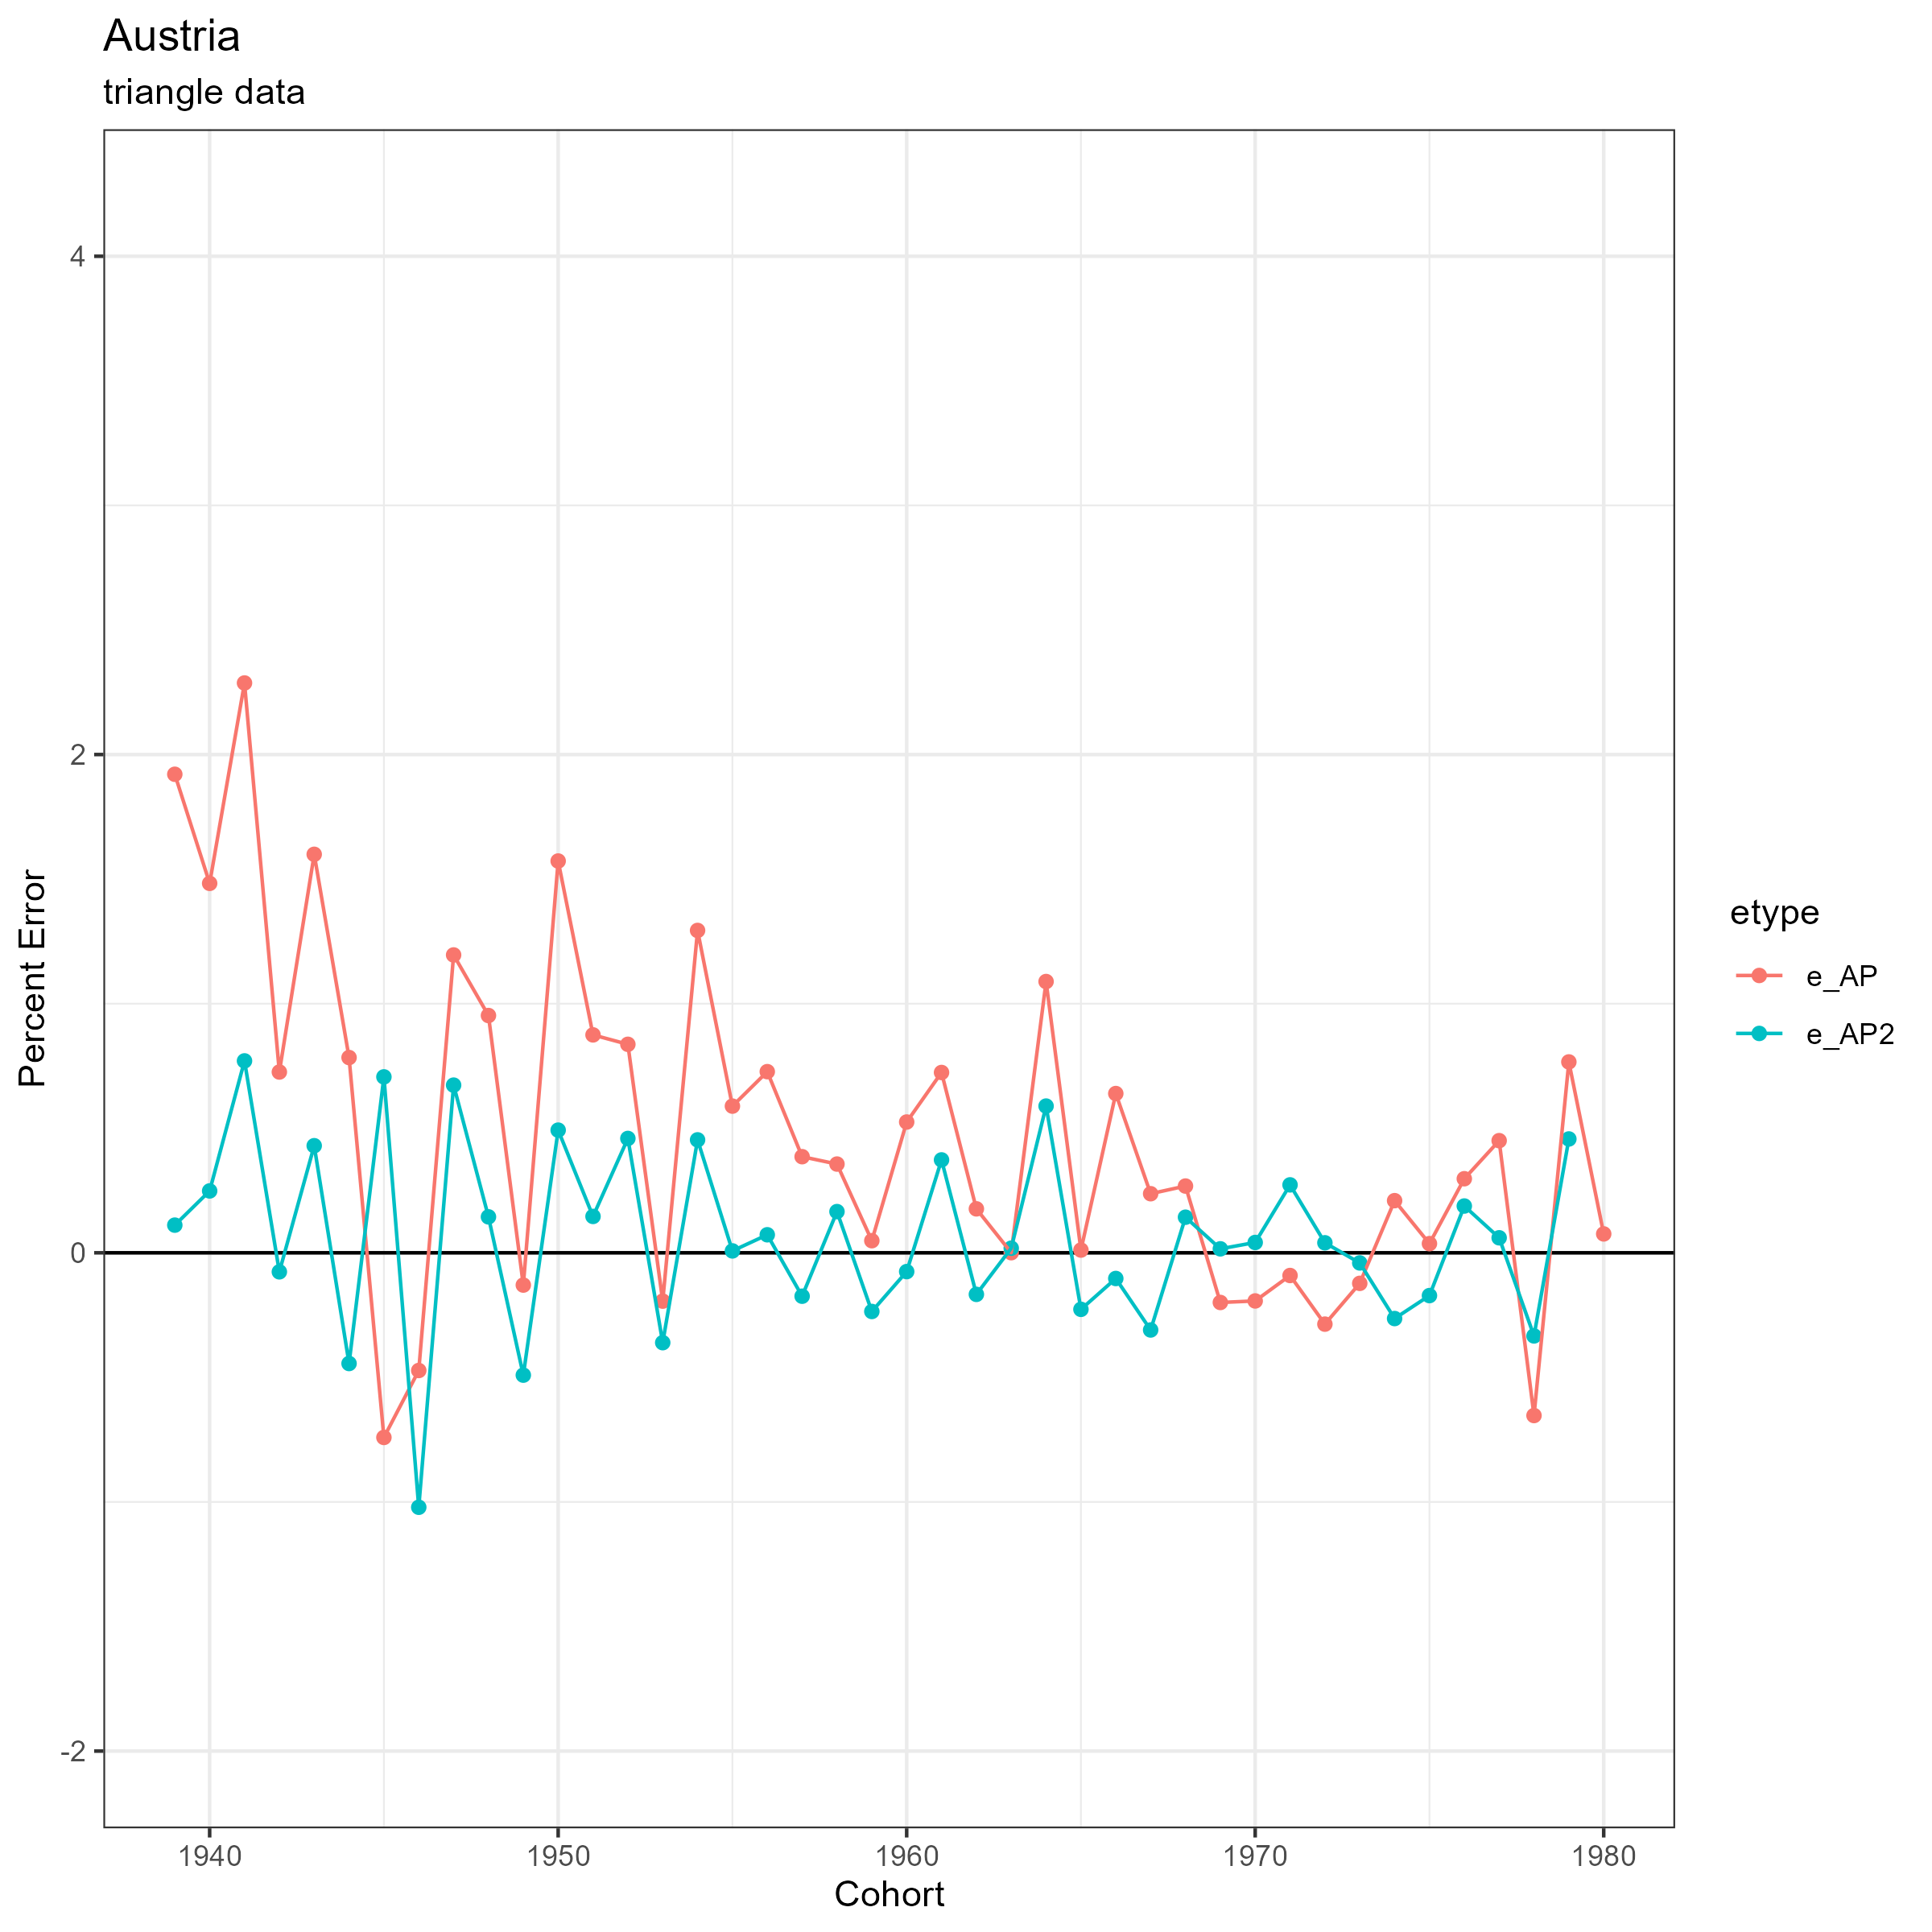 Austria
triangle data
4
2
0
-2
Percent Error
1940
1950
1960
1970
1980
Cohort
etype
e_AP
e_AP2